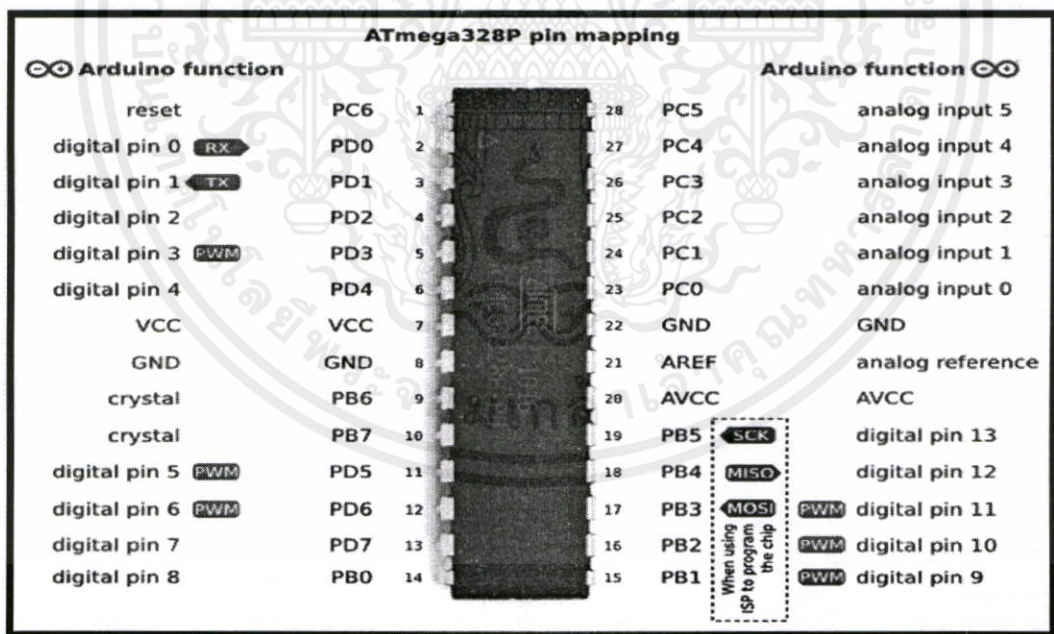 ATmega328P pin mapping
Arduino function Arduino function
reset PC6 1 28 PC5 analog input 5
digital pin 0 RX PD0 2 27 PC4 analog input 4
digital pin 1 TX PD1 3 26 PC3 analog input 3
digital pin 2 PD2 4 25 PC2 analog input 2
digital pin 3 PWM PD3 5 24 PC1 analog input 1
digital pin 4 PD4 6 23 PC0 analog input 0
VCC VCC 7 22 GND GND
GND GND 8 21 AREF analog reference
crystal PB6 9 20 AVCC AVCC
crystal PB7 10 19 PB5 SCK digital pin 13
digital pin 5 PWM PD5 11 18 PB4 MISO digital pin 12
digital pin 6 PWM PD6 12 17 PB3 MOSI PWM digital pin 11
digital pin 7 PD7 13 16 PB2 PWM digital pin 10
digital pin 8 PB0 14 15 PB1 PWM digital pin 9
When using
ISP to program
the chip